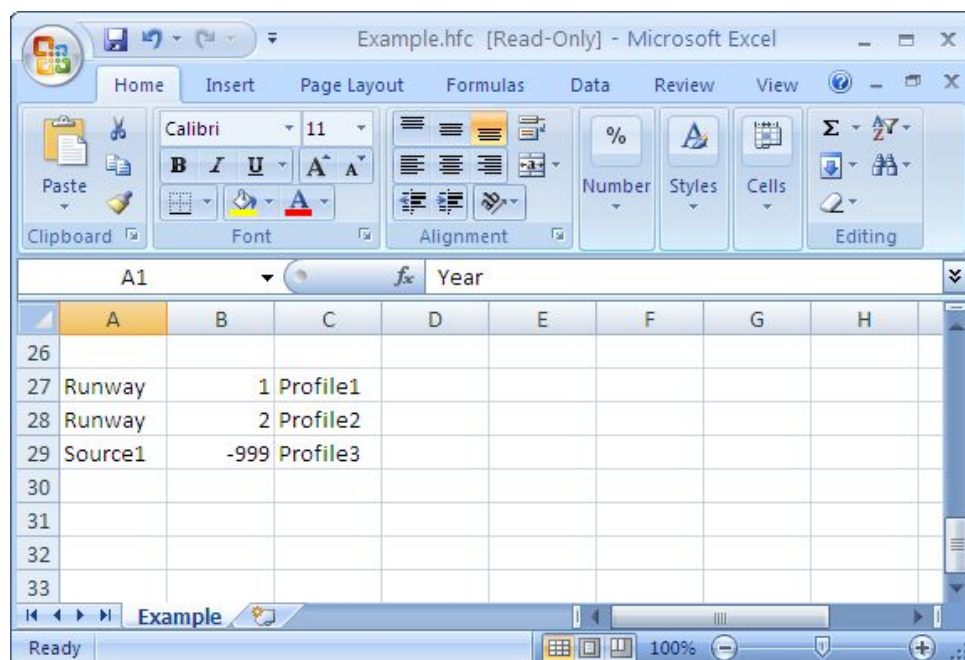 Example.hfc [Read-Only] - Microsoft Excel
Home Insert Page Layout Formulas Data Review View
Calibri 11
B I U A A
Paste
% Number Styles Cells
Σ
Clipboard Font Alignment Editing
A1 fx Year
A B C D E F G H
26
27 Runway 1 Profile1
28 Runway 2 Profile2
29 Source1 -999 Profile3
30
31
32
33
Example
Ready 100%